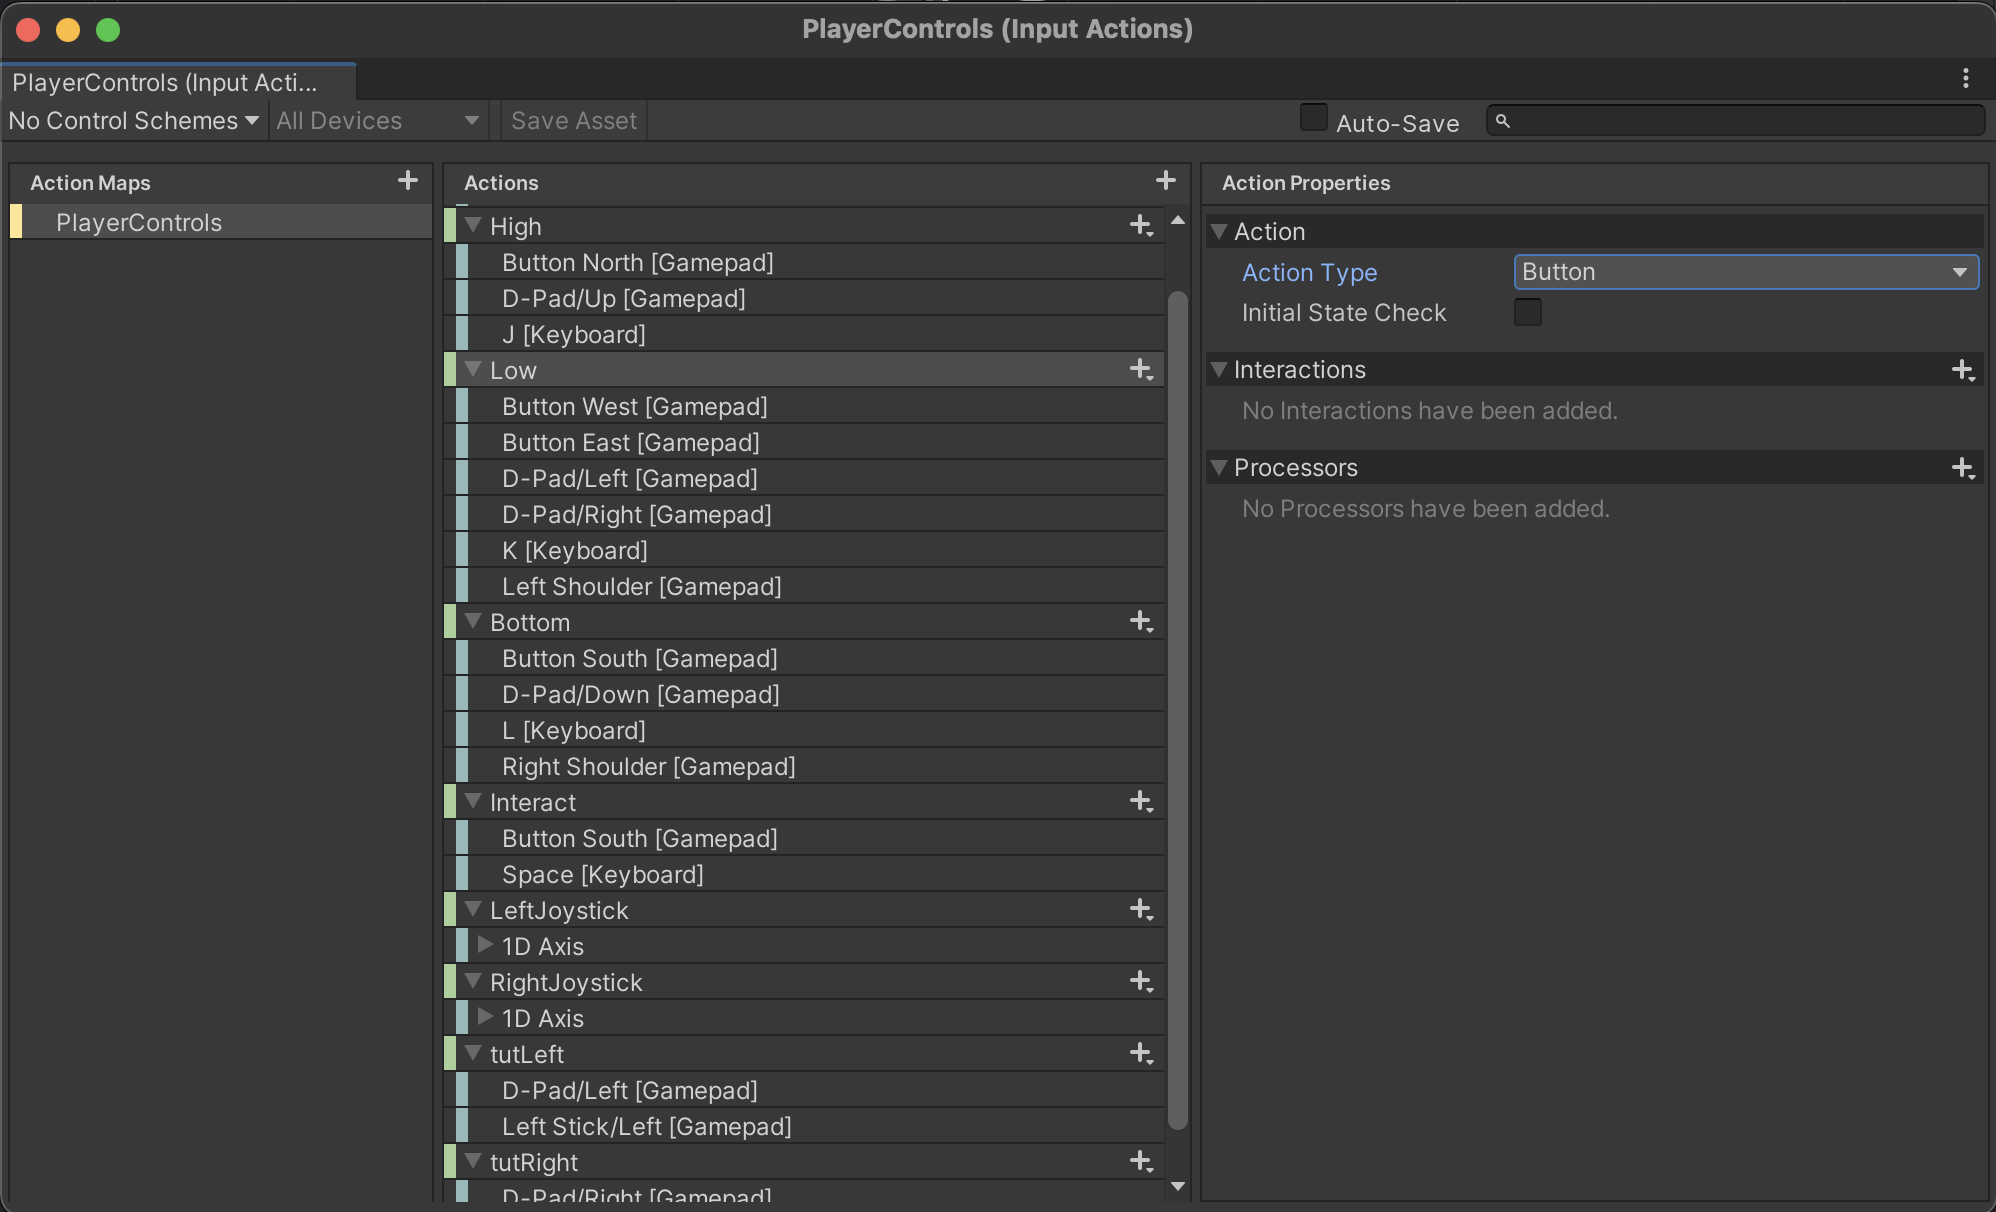 PlayerControls (Input Actions)
PlayerControls (Input Acti...
No Control Schemes All Devices Save Asset Auto-Save
Action Maps
PlayerControls
Actions
High
Button North [Gamepad]
D-Pad/Up [Gamepad]
J [Keyboard]
Low
Button West [Gamepad]
Button East [Gamepad]
D-Pad/Left [Gamepad]
D-Pad/Right [Gamepad]
K [Keyboard]
Left Shoulder [Gamepad]
Bottom
Button South [Gamepad]
D-Pad/Down [Gamepad]
L [Keyboard]
Right Shoulder [Gamepad]
Interact
Button South [Gamepad]
Space [Keyboard]
LeftJoystick
1D Axis
RightJoystick
1D Axis
tutLeft
D-Pad/Left [Gamepad]
Left Stick/Left [Gamepad]
tutRight
D-Pad/Right [Gamepad]
Action Properties
Action
Action Type Button
Initial State Check
Interactions
No Interactions have been added.
Processors
No Processors have been added.